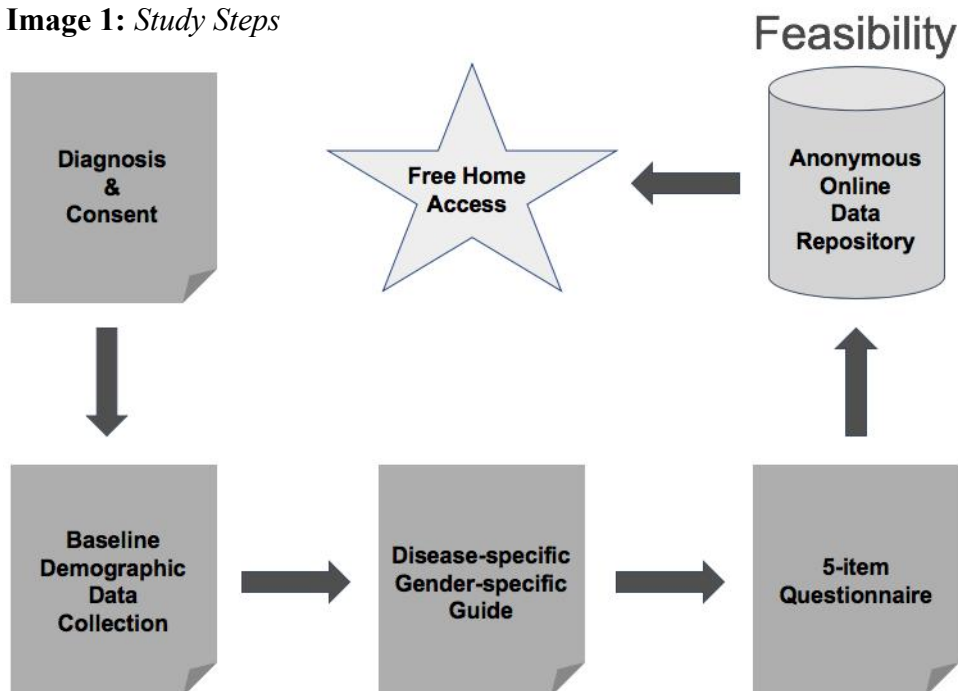 Image 1: Study Steps
Feasibility
Diagnosis
&
Consent
Free Home
Access
Anonymous
Online
Data
Repository
Baseline
Demographic
Data
Collection
Disease-specific
Gender-specific
Guide
5-item
Questionnaire